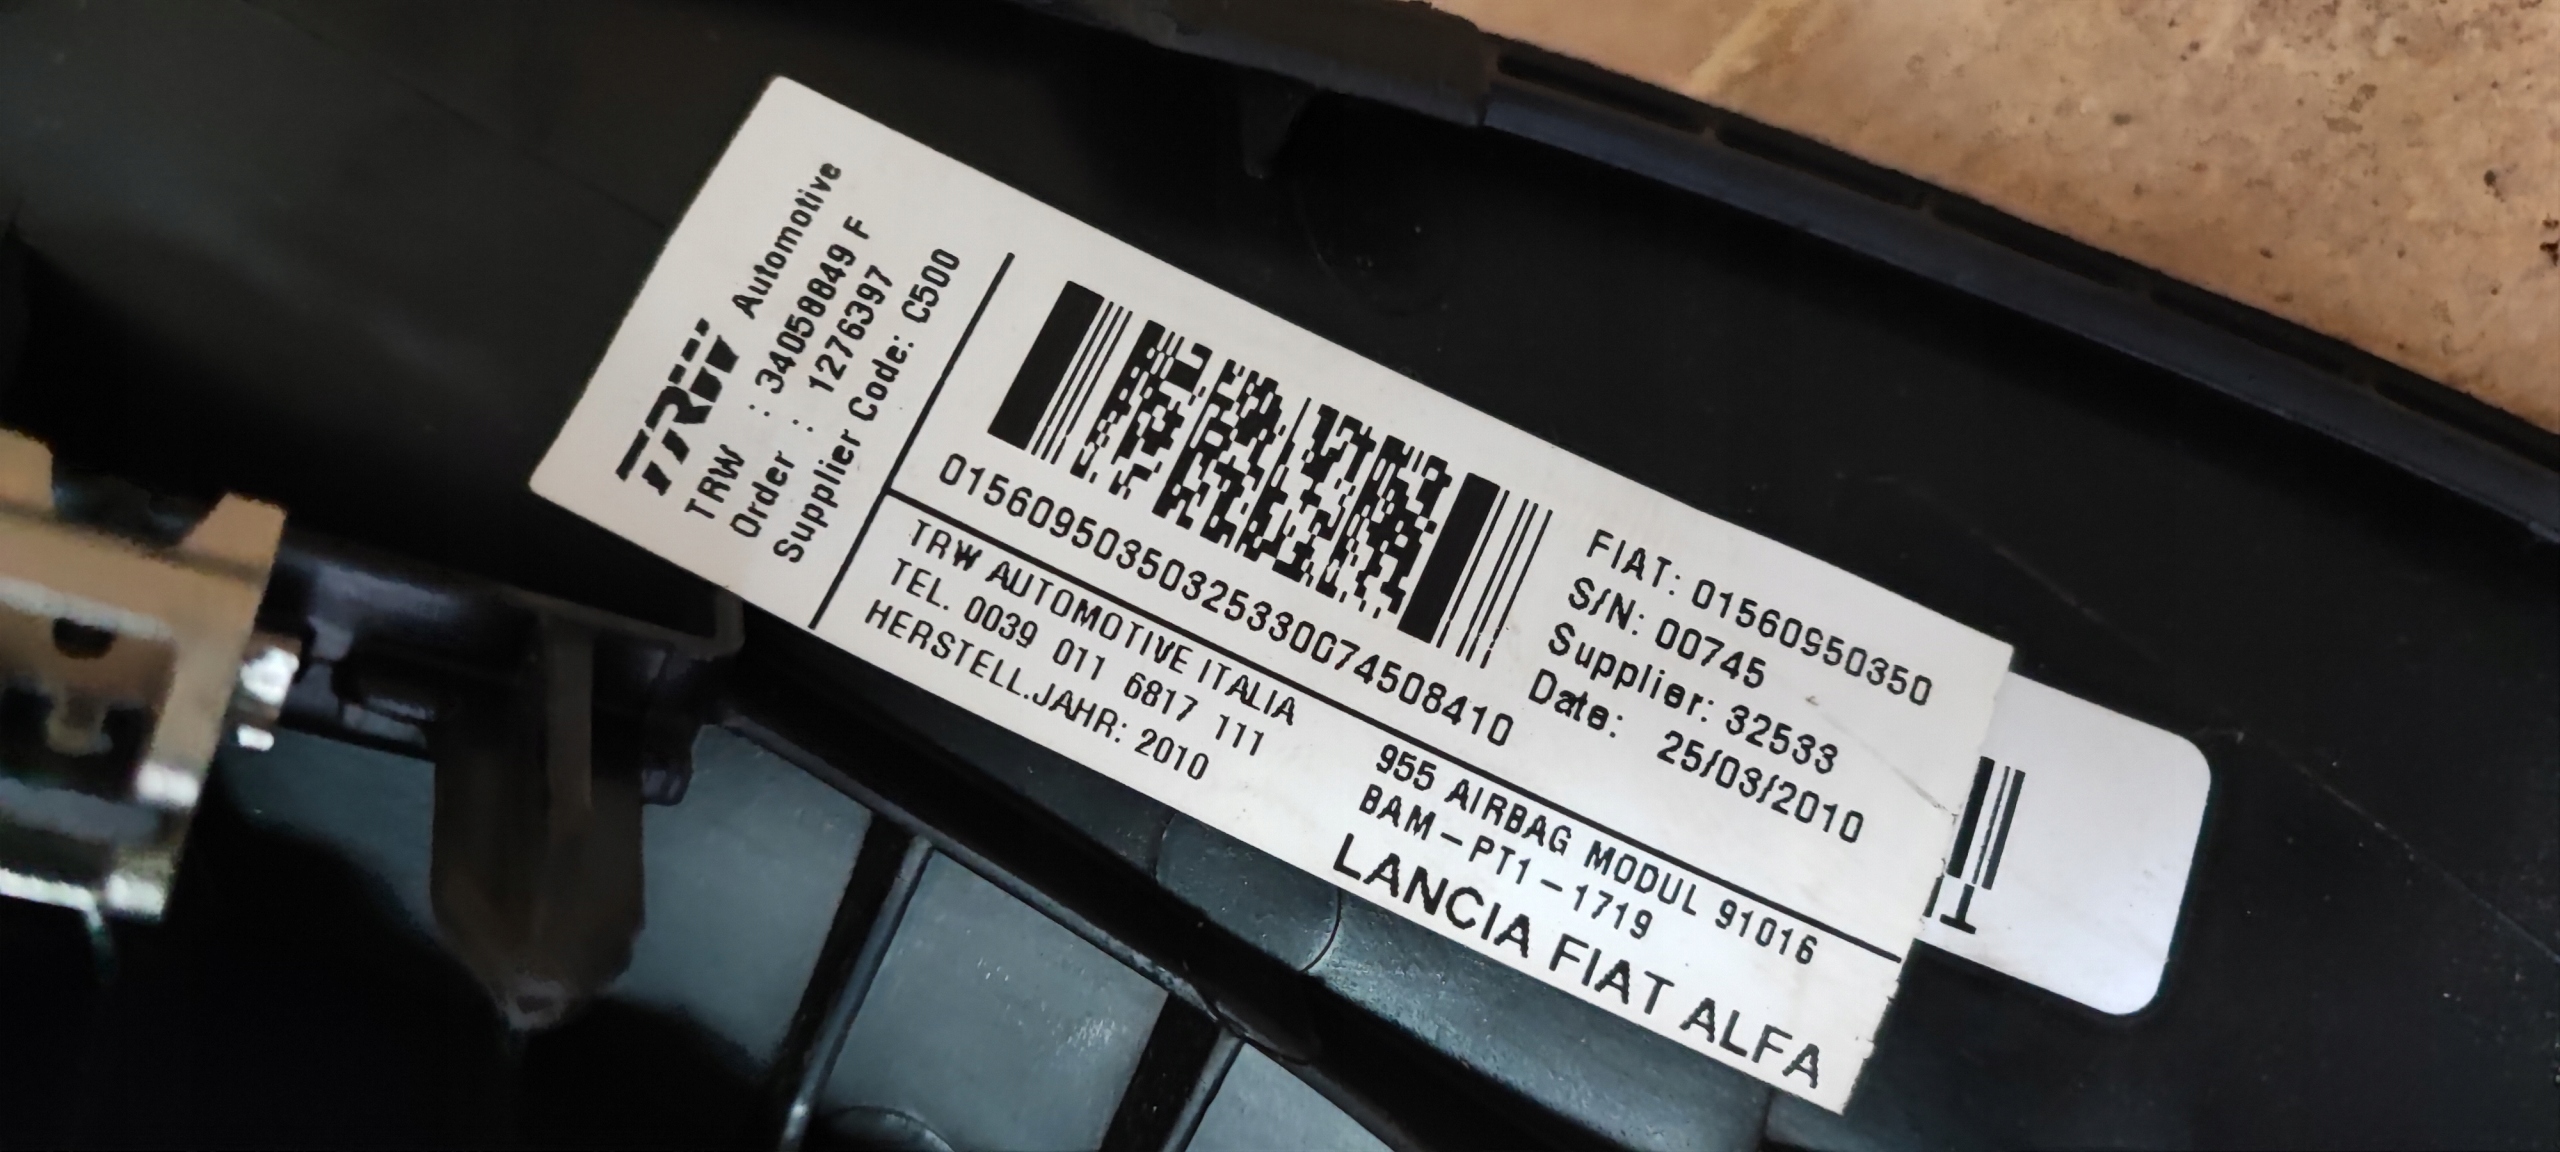 TRW Automotive
TRW : 34058849 F
Order : 1276397
Supplier Code: C500
FIAT: 01560950350
S/N: 00745
Supplier: 32533
Date: 25/03/2010
01560950350325330074508410
TRW AUTOMOTIVE ITALIA
TEL. 0039 011 6817 111
HERSTELL.JAHR: 2010
955 AIRBAG MODUL 91016
BAM-PT1-1719
LANCIA FIAT ALFA